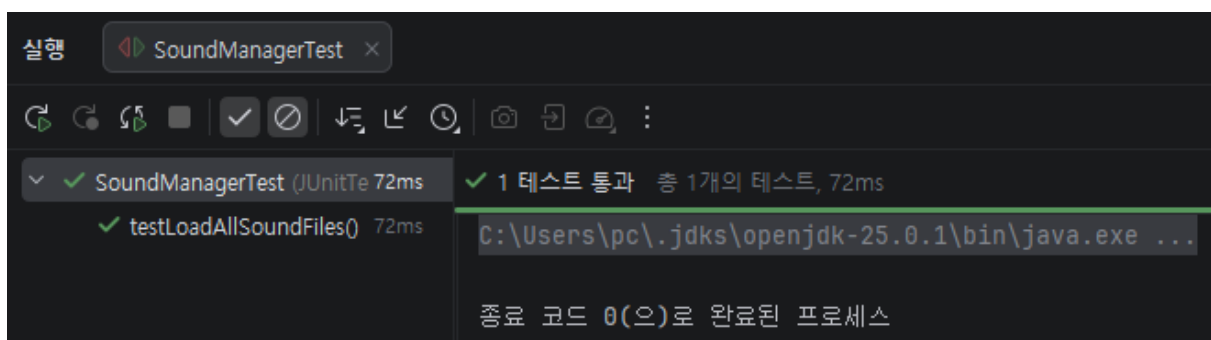 실행 SoundManagerTest ×
SoundManagerTest (JUnitTe 72ms
✓ 1 테스트 통과 총 1개의 테스트, 72ms
testLoadAllSoundFiles() 72ms
C:\Users\pc\.jdks\openjdk-25.0.1\bin\java.exe ...
종료 코드 0(으)로 완료된 프로세스